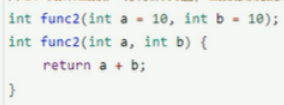 int func2(int a = 10, int b = 10);
int func2(int a, int b) {
    return a + b;
}